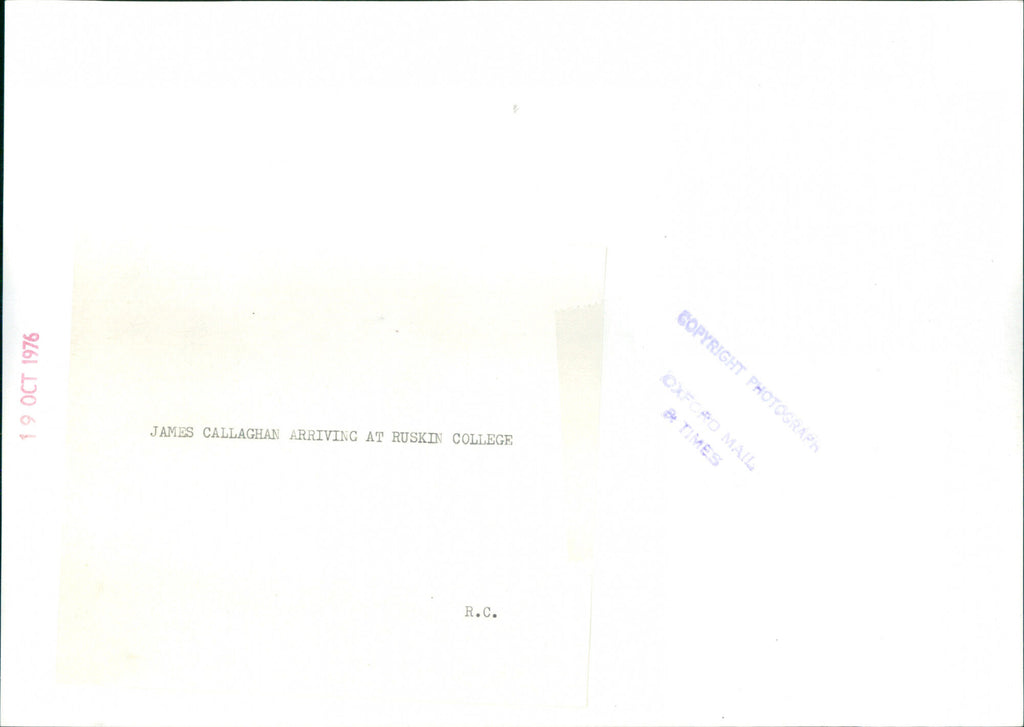 19 OCT 1976
JAMES CALLAGHAN ARRIVING AT RUSKIN COLLEGE
R.C.
COPYRIGHT PHOTOGRAPH
OXFORD MAIL
& TIMES